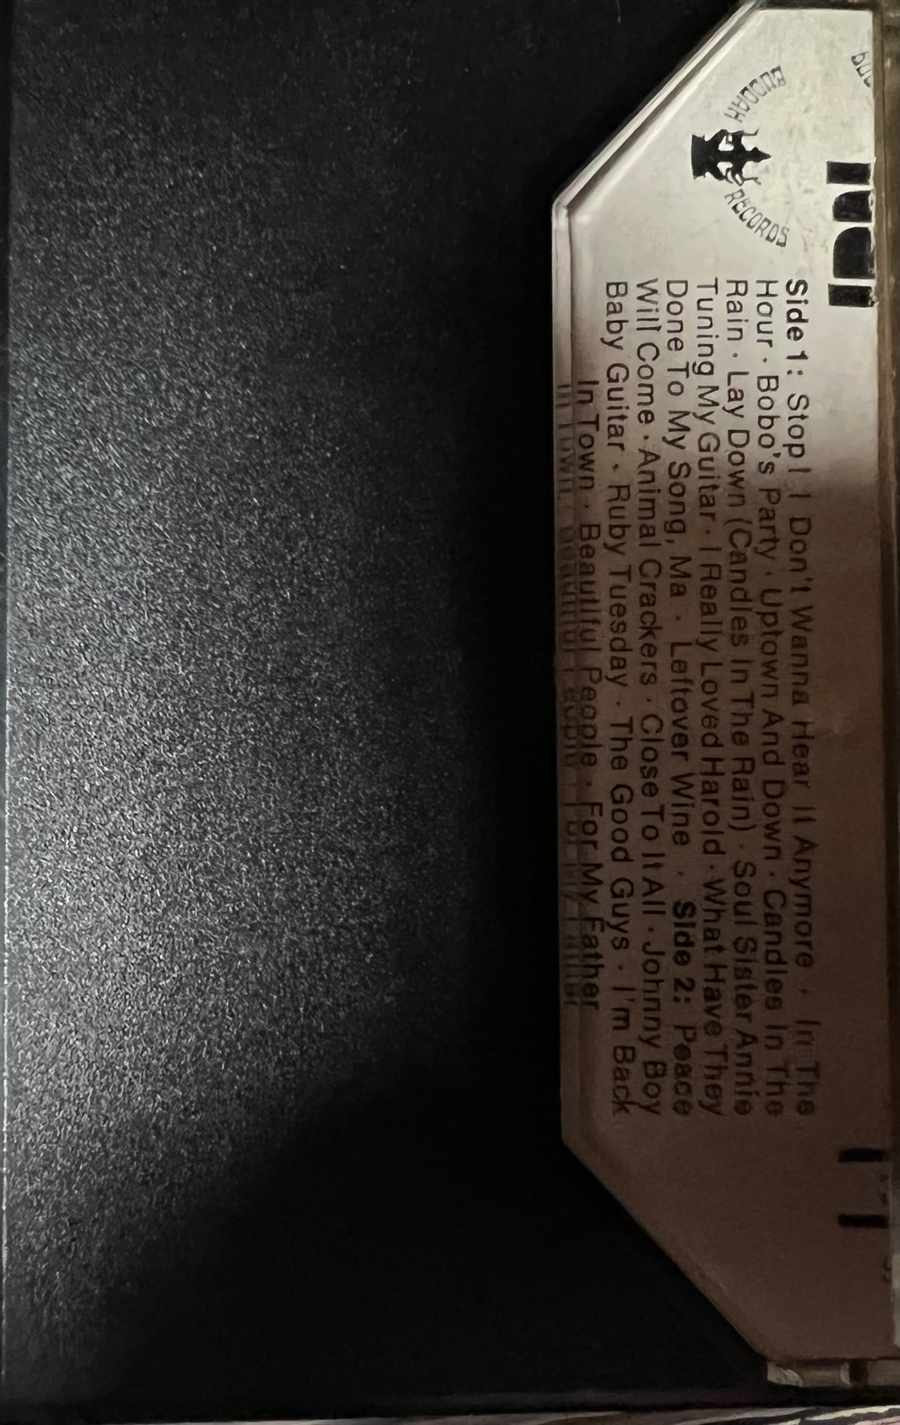 BUDDAH RECORDS
Side 1: Stop! I Don't Wanna Hear It Anymore · In The
Hour · Bobo's Party · Uptown And Down · Candles In The
Rain · Lay Down (Candles In The Rain) · Soul Sister Annie
Tuning My Guitar · I Really Loved Harold · What Have They
Done To My Song, Ma · Leftover Wine · Side 2: Peace
Will Come · Animal Crackers · Close To It All · Johnny Boy
Baby Guitar · Ruby Tuesday · The Good Guys · I'm Back
In Town · Beautiful People · For My Father